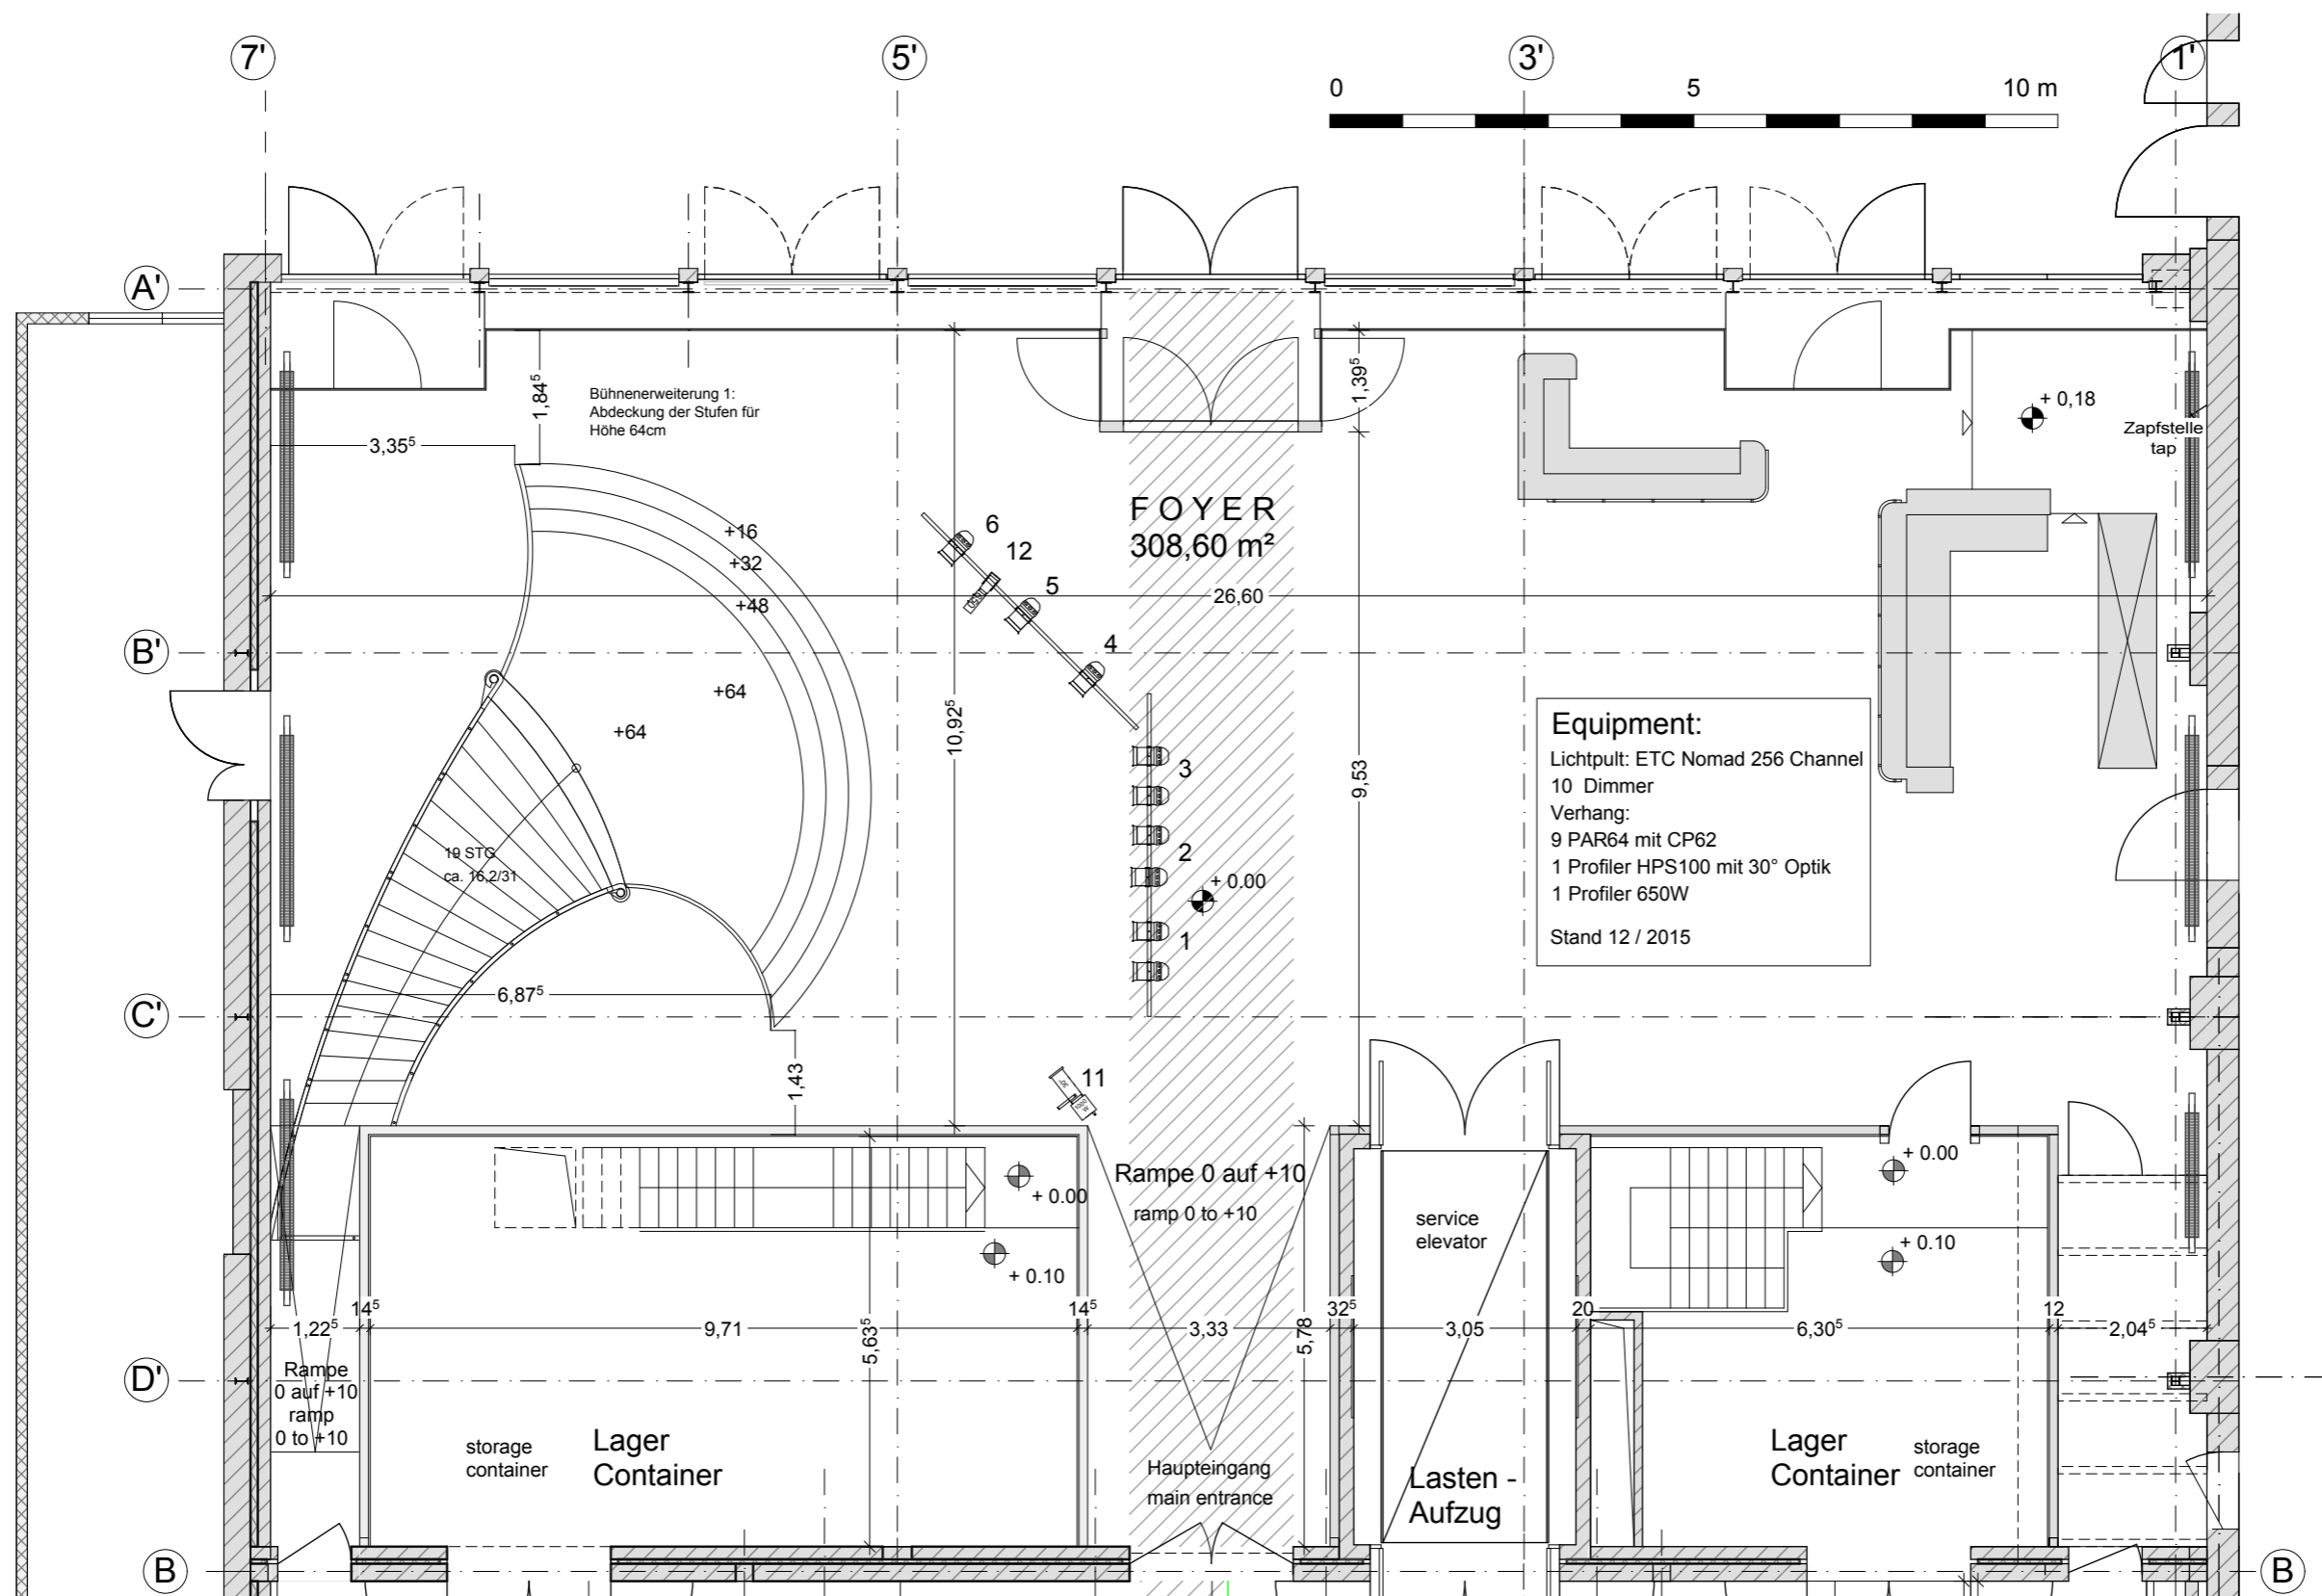 7'
5'
3'
1'
0
5
10 m
A'
Bühnenerweiterung 1:
Abdeckung der Stufen für
Höhe 64cm
1,84⁵
1,39⁵
+ 0,18
Zapfstelle
tap
3,35⁵
+16
+32
+48
6
12
5
4
F O Y E R
308,60 m²
26,60
B'
+64
+64
10,92⁵
9,53
3
2
1
+ 0.00
Equipment:
Lichtpult: ETC Nomad 256 Channel
10 Dimmer
Verhang:
9 PAR64 mit CP62
1 Profiler HPS100 mit 30° Optik
1 Profiler 650W
Stand 12 / 2015
19 STG
ca. 16,2/31
6,87⁵
C'
1,43
11
+ 0.00
+ 0.10
Rampe 0 auf +10
ramp 0 to +10
service
elevator
+ 0.00
+ 0.10
1,22⁵
14⁵
9,71
5,63⁵
14⁵
3,33
5,78
32⁵
3,05
20
6,30⁵
12
2,04⁵
D'
Rampe
0 auf +10
ramp
0 to +10
storage
container
Lager
Container
Haupteingang
main entrance
Lasten -
Aufzug
Lager
Container
storage
container
B
B